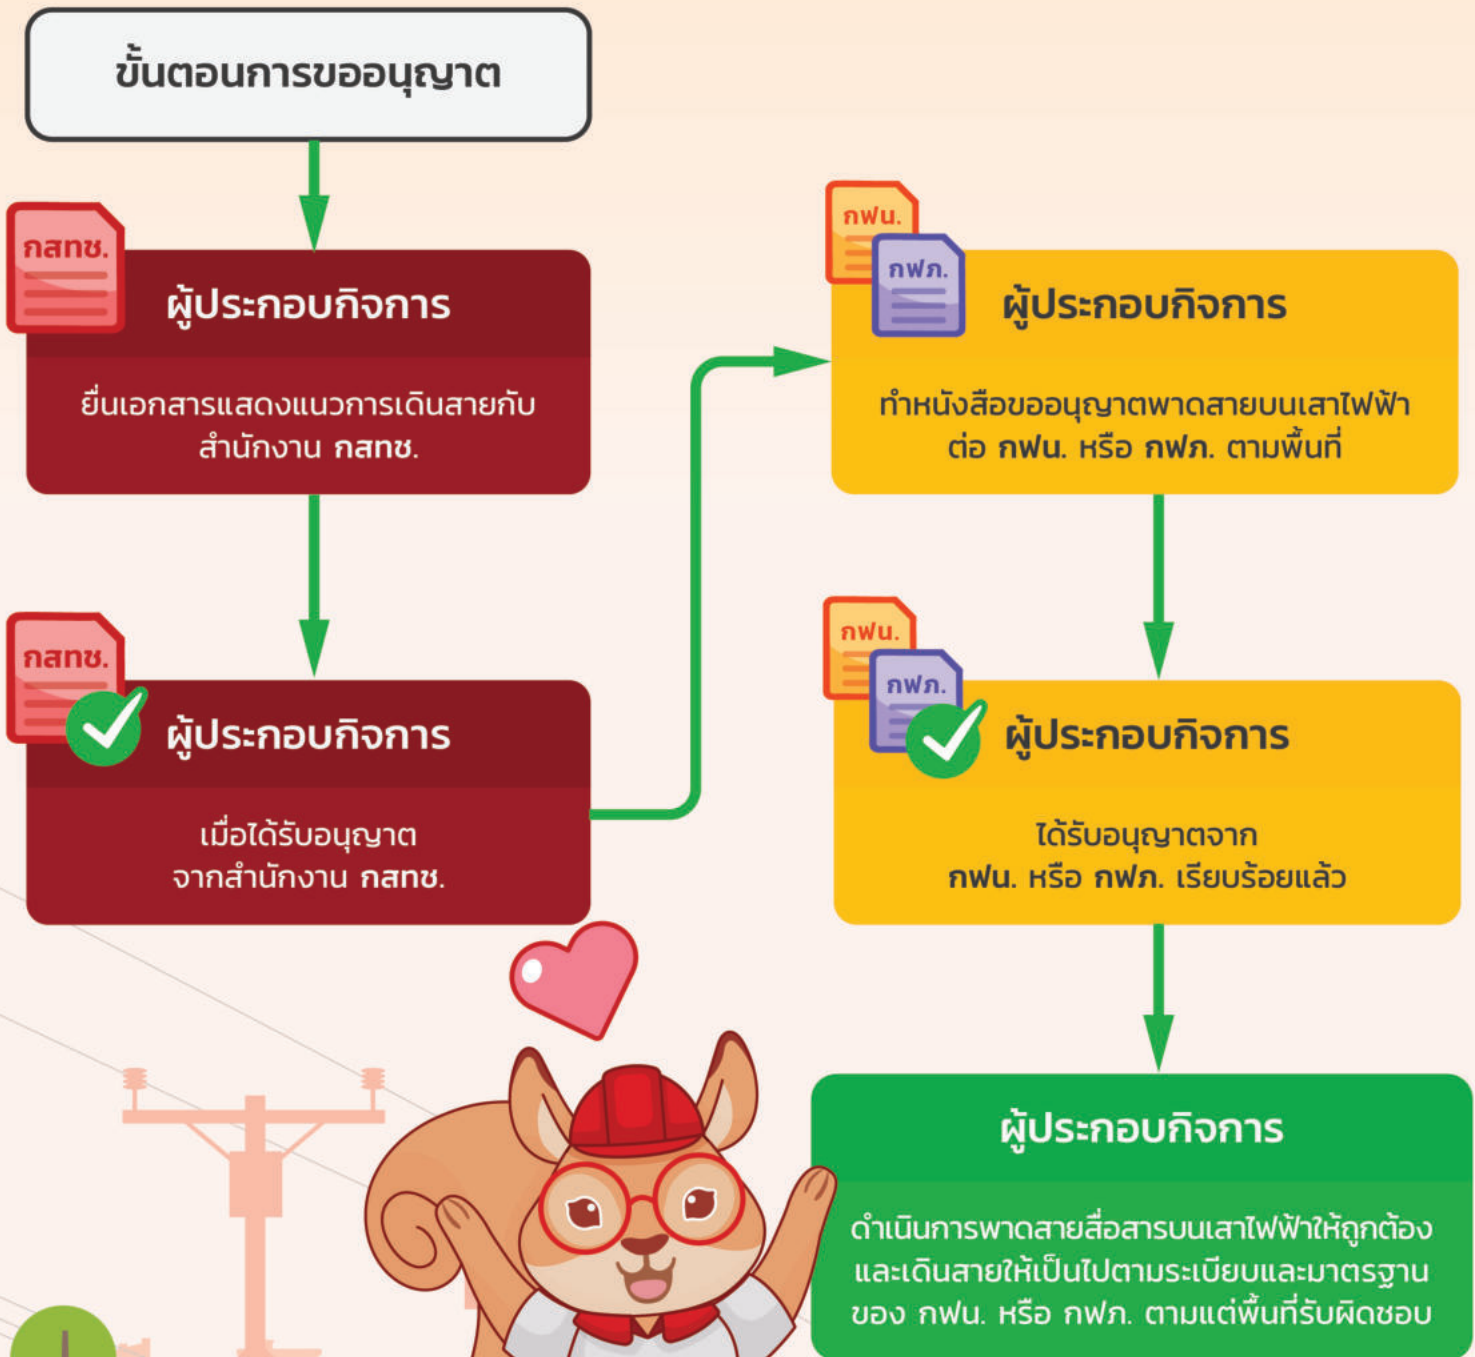 ขั้นตอนการขออนุญาต
กสทช.
ผู้ประกอบกิจการ
ยื่นเอกสารแสดงแนวการเดินสายกับ
สำนักงาน กสทช.
กสทช.
ผู้ประกอบกิจการ
เมื่อได้รับอนุญาต
จากสำนักงาน กสทช.
กฟน.
กฟภ.
ผู้ประกอบกิจการ
ทำหนังสือขออนุญาตพาดสายบนเสาไฟฟ้า
ต่อ กฟน. หรือ กฟภ. ตามพื้นที่
กฟน.
กฟภ.
ผู้ประกอบกิจการ
ได้รับอนุญาตจาก
กฟน. หรือ กฟภ. เรียบร้อยแล้ว
ผู้ประกอบกิจการ
ดำเนินการพาดสายสื่อสารบนเสาไฟฟ้าให้ถูกต้อง
และเดินสายให้เป็นไปตามระเบียบและมาตรฐาน
ของ กฟน. หรือ กฟภ. ตามแต่พื้นที่รับผิดชอบ